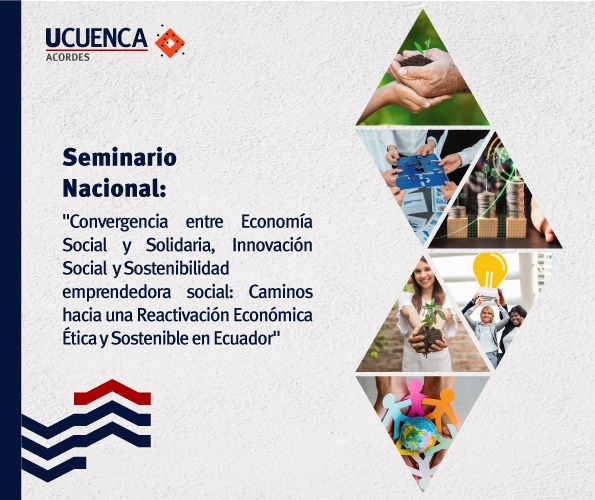 UCUENCA
ACORDES
Seminario
Nacional:
"Convergencia entre Economía
Social y Solidaria, Innovación
Social y Sostenibilidad
emprendedora social: Caminos
hacia una Reactivación Económica
Ética y Sostenible en Ecuador"